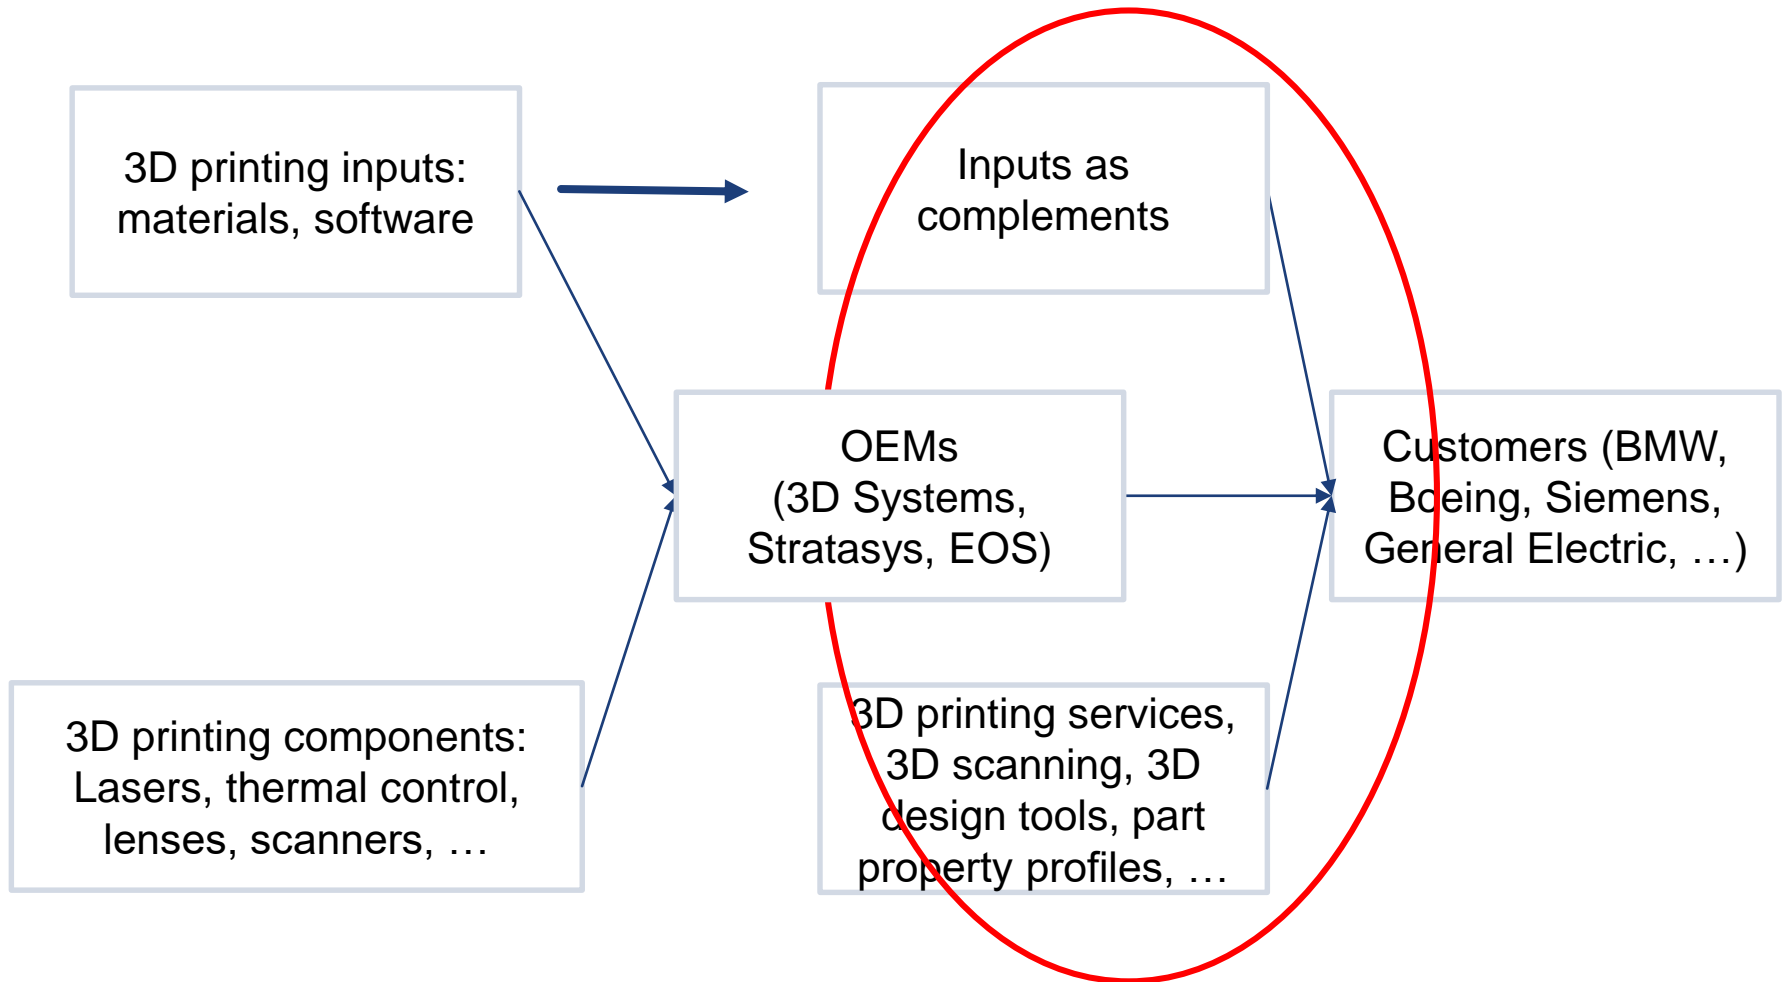 3D printing inputs:
materials, software
Inputs as
complements
OEMs
(3D Systems,
Stratasys, EOS)
Customers (BMW,
Boeing, Siemens,
General Electric, …)
3D printing components:
Lasers, thermal control,
lenses, scanners, …
3D printing services,
3D scanning, 3D
design tools, part
property profiles, …